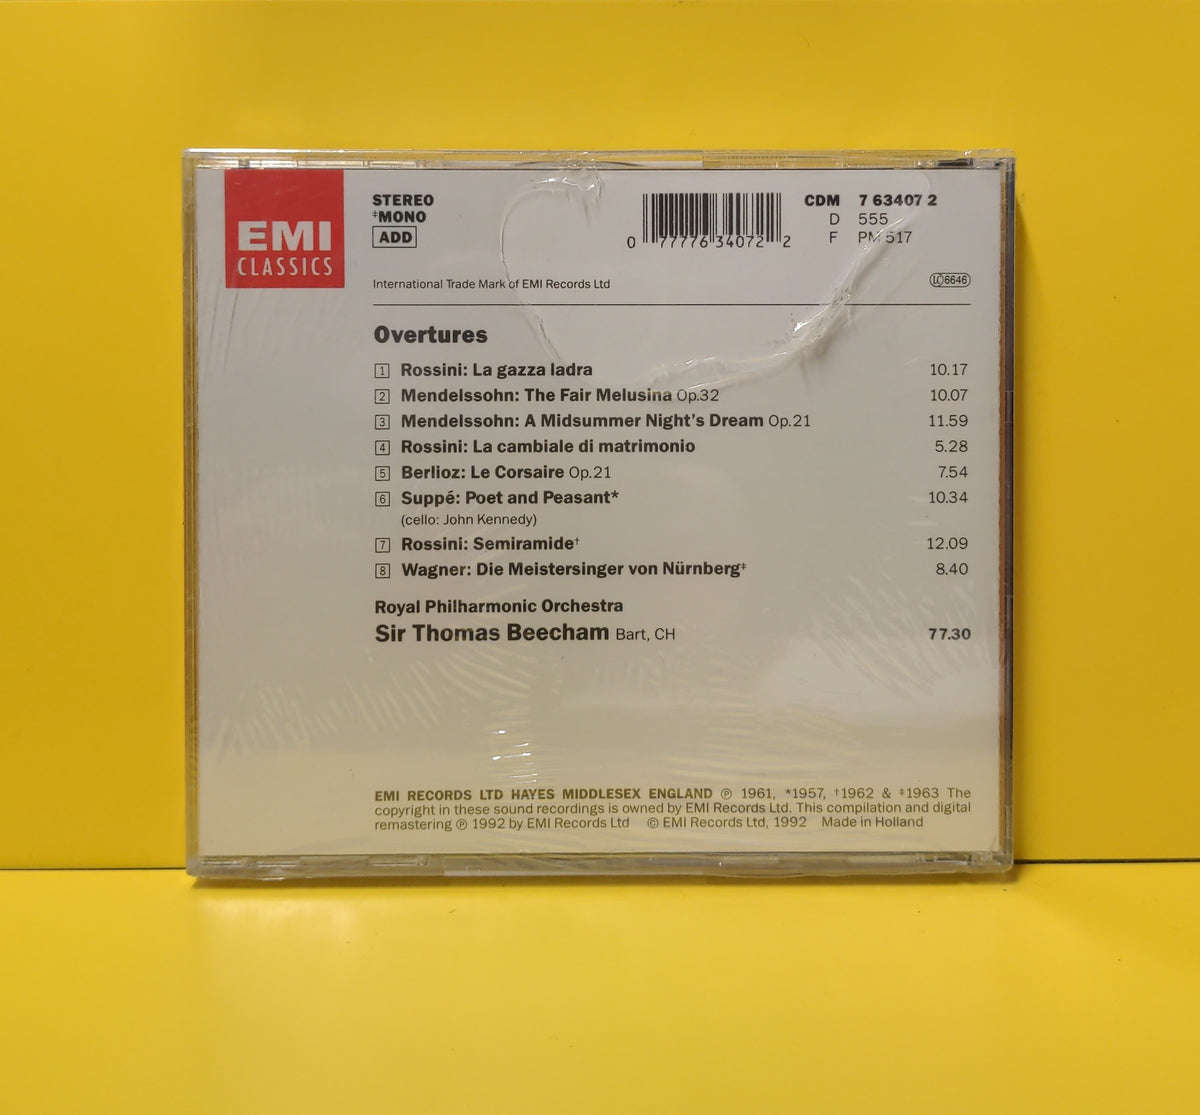 EMI
CLASSICS
STEREO
‡MONO
ADD
0 77776 34072 2
CDM 7 63407 2
D 555
F PM 517
International Trade Mark of EMI Records Ltd
LC 6646
Overtures
1 Rossini: La gazza ladra 10.17
2 Mendelssohn: The Fair Melusina Op.32 10.07
3 Mendelssohn: A Midsummer Night's Dream Op.21 11.59
4 Rossini: La cambiale di matrimonio 5.28
5 Berlioz: Le Corsaire Op.21 7.54
6 Suppé: Poet and Peasant* 10.34
(cello: John Kennedy)
7 Rossini: Semiramide† 12.09
8 Wagner: Die Meistersinger von Nürnberg‡ 8.40
Royal Philharmonic Orchestra
Sir Thomas Beecham Bart, CH 77.30
EMI RECORDS LTD HAYES MIDDLESEX ENGLAND ℗ 1961, *1957, †1962 & ‡1963 The
copyright in these sound recordings is owned by EMI Records Ltd. This compilation and digital
remastering ℗ 1992 by EMI Records Ltd © EMI Records Ltd, 1992 Made in Holland